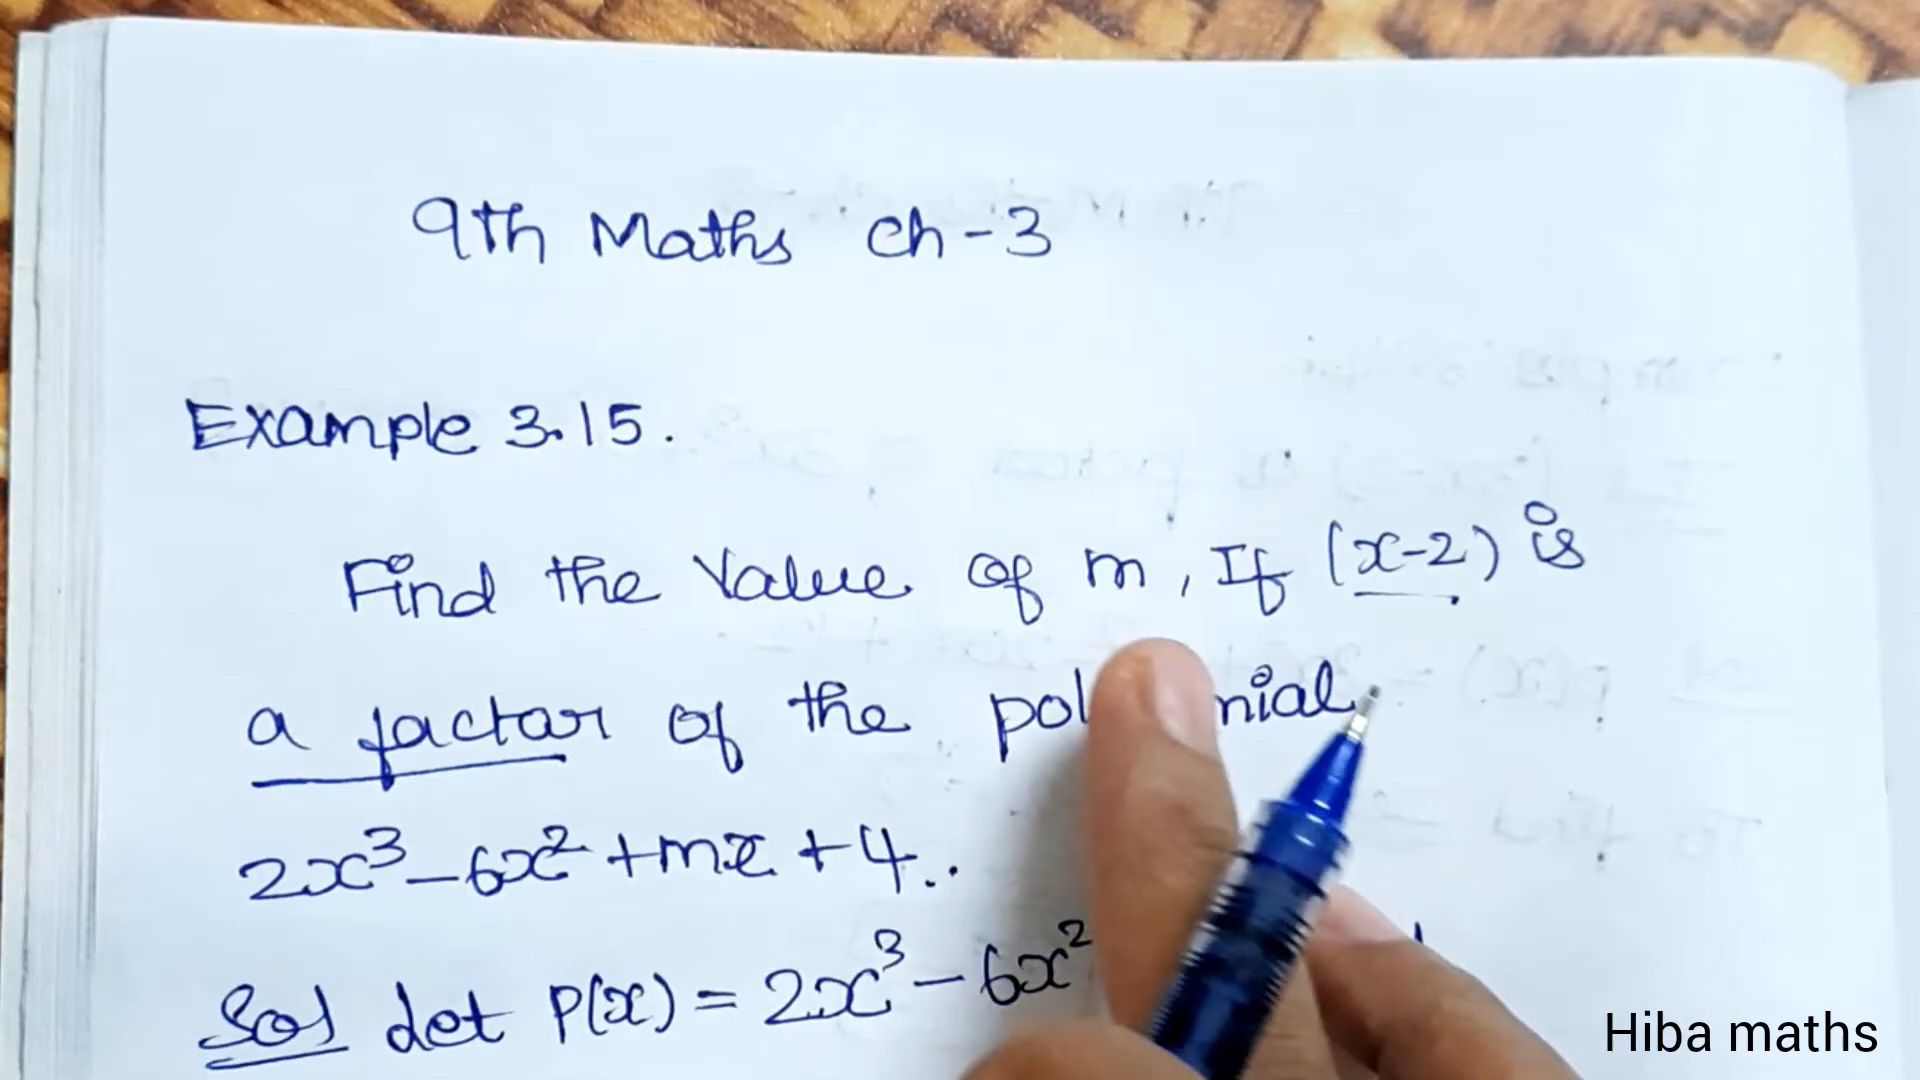 9th Maths Ch-3
Example 3.15.
Find the Value of m, If (x-2) is
a factor of the pol nial
2x³-6x²+mx+4..
Sol Let P(x) = 2x³-6x²
Hiba maths